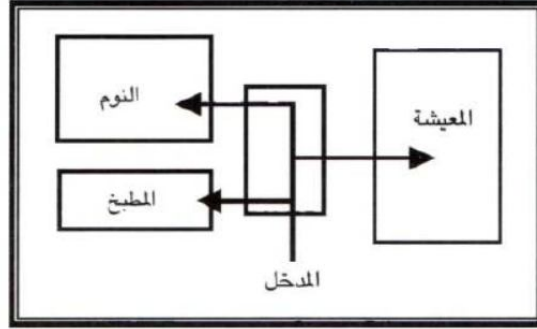 النوم
المعيشة
المطبخ
المدخل